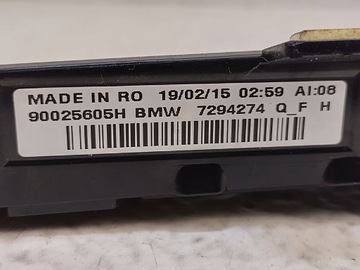 MADE IN RO 19/02/15 02:59 AI:08
90025605H BMW 7294274 Q_F H